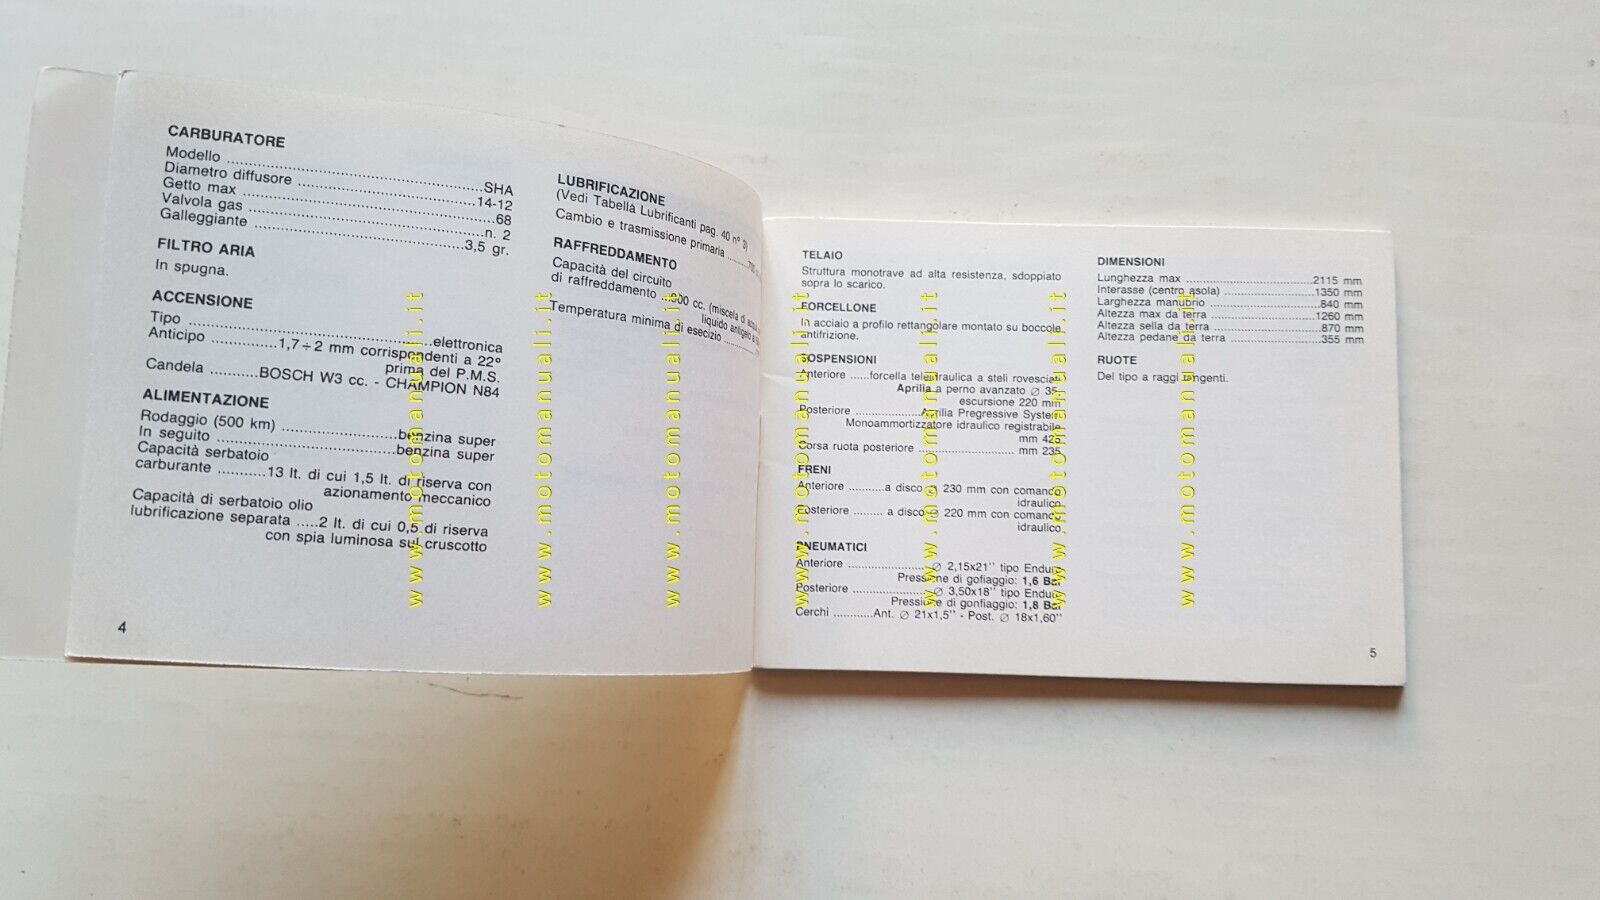 CARBURATORE
Modello ........SHA
Diametro diffusore ........14-12
Getto max ........68
Valvola gas ........n. 2
Galleggiante ........3,5 gr.
FILTRO ARIA
In spugna.
ACCENSIONE
Tipo ........elettronica
Anticipo ........1,7÷2 mm corrispondenti a 22°
prima del P.M.S.
Candela ........BOSCH W3 cc. - CHAMPION N84
ALIMENTAZIONE
Rodaggio (500 km) ........benzina super
In seguito ........benzina super
Capacità serbatoio
carburante ........13 lt. di cui 1,5 lt. di riserva con
azionamento meccanico
Capacità di serbatoio olio
lubrificazione separata .....2 lt. di cui 0,5 di riserva
con spia luminosa sul cruscotto
4
LUBRIFICAZIONE
(Vedi Tabellà Lubrificanti pag. 40 n° 3)
Cambio e trasmissione primaria ........
RAFFREDDAMENTO
Capacità del circuito
di raffreddamento ...800 cc. (miscela di
liquido antigelo
Temperatura minima di esecizio ........
TELAIO
Struttura monotrave ad alta resistenza, sdoppiato
sopra lo scarico.
FORCELLONE
In acciaio a profilo rettangolare montato su boccole
antifrizione.
SOSPENSIONI
Anteriore ......forcella teleidraulica a steli rovesciati
Aprilia a perno avanzato ∅ 35,
escursione 220 mm
Posteriore ........Aprilia Pregressive System
Monoammortizzatore idraulico registrabile
mm 425
Corsa ruota posteriore ........mm 235
FRENI
Anteriore ...........a disco ∅ 230 mm con comando
idraulico
Posteriore ......... a disco ∅ 220 mm con comando
idraulico
PNEUMATICI
Anteriore ........∅ 2,15x21'' tipo Enduro
Pressione di gofiaggio: 1,6 Bar
Posteriore ........∅ 3,50x18'' tipo Enduro
Pressione di gonfiaggio: 1,8 Bar
Cerchi ............Ant. ∅ 21x1,5'' - Post. ∅ 18x1,60''
DIMENSIONI
Lunghezza max ........2115 mm
Interasse (centro asola) ........1350 mm
Larghezza manubrio ........840 mm
Altezza max da terra ........1260 mm
Altezza sella da terra ........870 mm
Altezza pedane da terra ........355 mm
RUOTE
Del tipo a raggi tangenti.
5
www.motomanuali.it
www.motomanuali.it
www.motomanuali.it
www.motomanuali.it
www.motomanuali.it
www.motomanuali.it
www.motomanuali.it